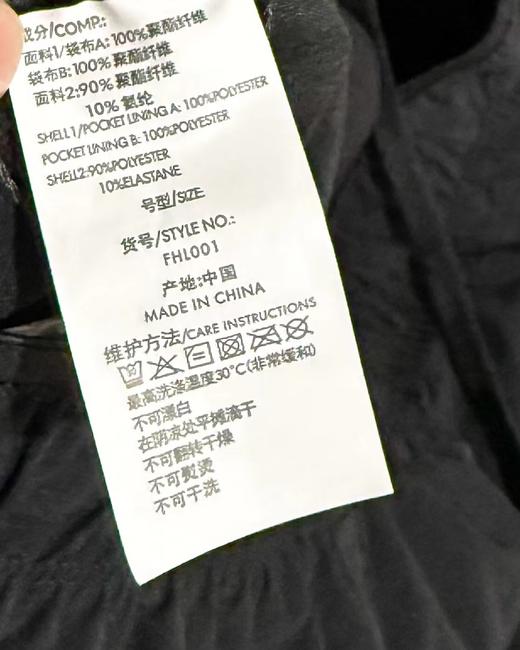 成分/COMP.:
面料1/袋布A: 100%聚酯纤维
袋布B: 100%聚酯纤维
面料2:90% 聚酯纤维
10% 氨纶
SHELL1/POCKET LINING A: 100%POLYESTER
POCKET LINING B: 100%POLYESTER
SHELL2:90%POLYESTER
10%ELASTANE
号型/SIZE
货号/STYLE NO.:
FHL001
产地:中国
MADE IN CHINA
维护方法/CARE INSTRUCTIONS
最高洗涤温度30°C(非常缓和)
不可漂白
在阴凉处平摊滴干
不可翻转干燥
不可熨烫
不可干洗